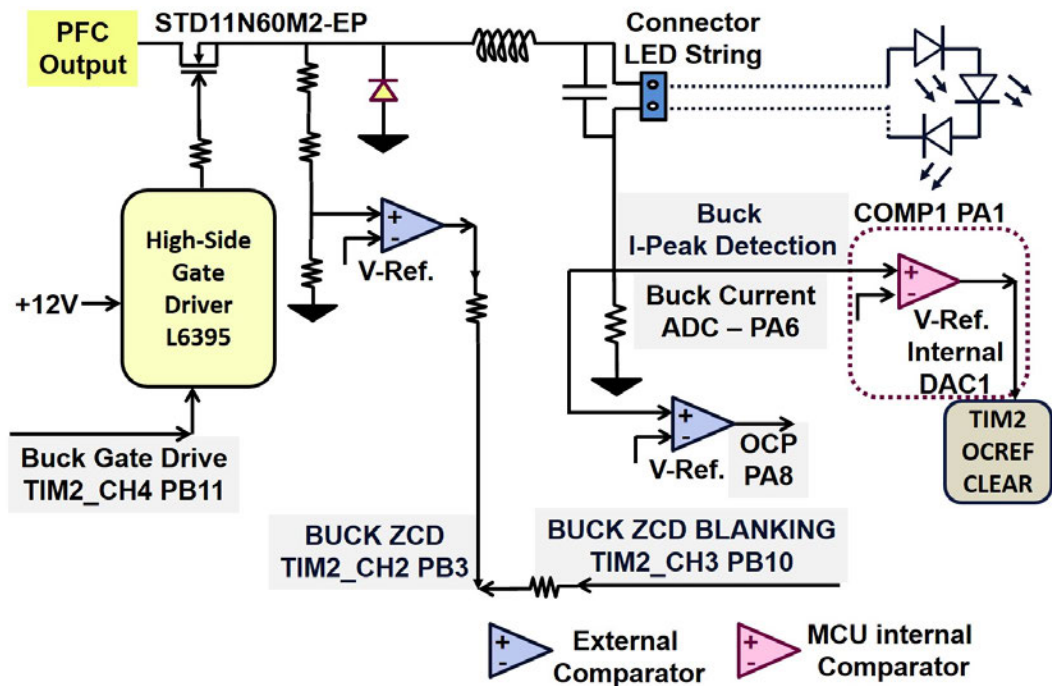 STD11N60M2-EP
PFC
Output
Connector
LED String
High-Side
Gate
Driver
L6395
+12V
+
-
V-Ref.
Buck
I-Peak Detection
COMP1 PA1
+
-
V-Ref.
Internal
DAC1
Buck Current
ADC – PA6
TIM2
OCREF
CLEAR
+
-
V-Ref.
OCP
PA8
Buck Gate Drive
TIM2_CH4 PB11
BUCK ZCD
TIM2_CH2 PB3
BUCK ZCD BLANKING
TIM2_CH3 PB10
+
-
External
Comparator
+
-
MCU internal
Comparator